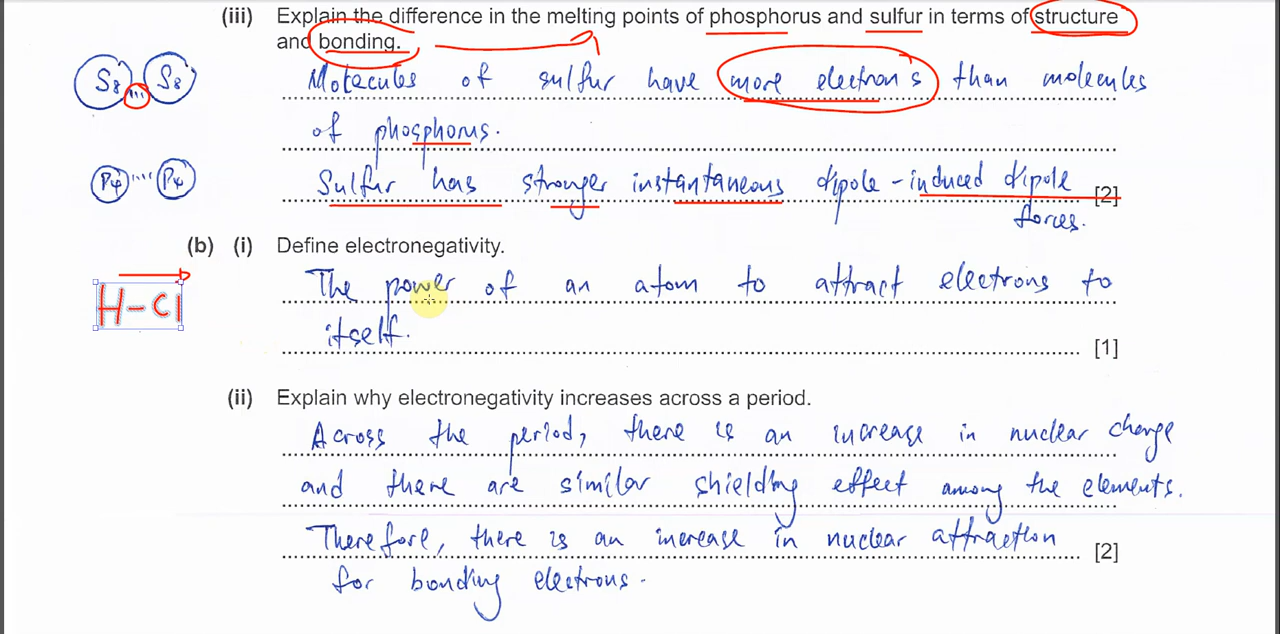 (iii) Explain the difference in the melting points of phosphorus and sulfur in terms of structure
and bonding.
S8 ... S8
Molecules of sulfur have more electrons than molecules
of phosphorus.
P4 .... P4
Sulfur has stronger instantaneous dipole-induced dipole [2]
forces.
(b) (i) Define electronegativity.
H-Cl
The power of an atom to attract electrons to
itself.
[1]
(ii) Explain why electronegativity increases across a period.
Across the period, there is an increase in nuclear charge
and there are similar shielding effect among the elements.
Therefore, there is an increase in nuclear attraction [2]
for bonding electrons.